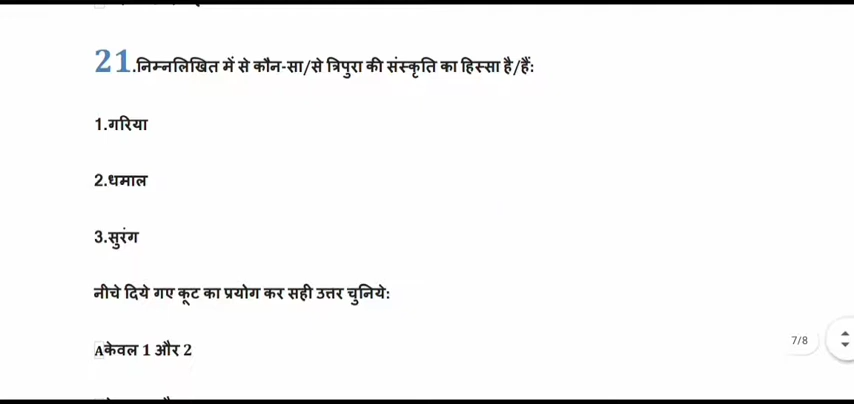 21.निम्नलिखित में से कौन-सा/से त्रिपुरा की संस्कृति का हिस्सा है/हैं:
1.गरिया
2.धमाल
3.सुरंग
नीचे दिये गए कूट का प्रयोग कर सही उत्तर चुनिये:
Aकेवल 1 और 2
7/8